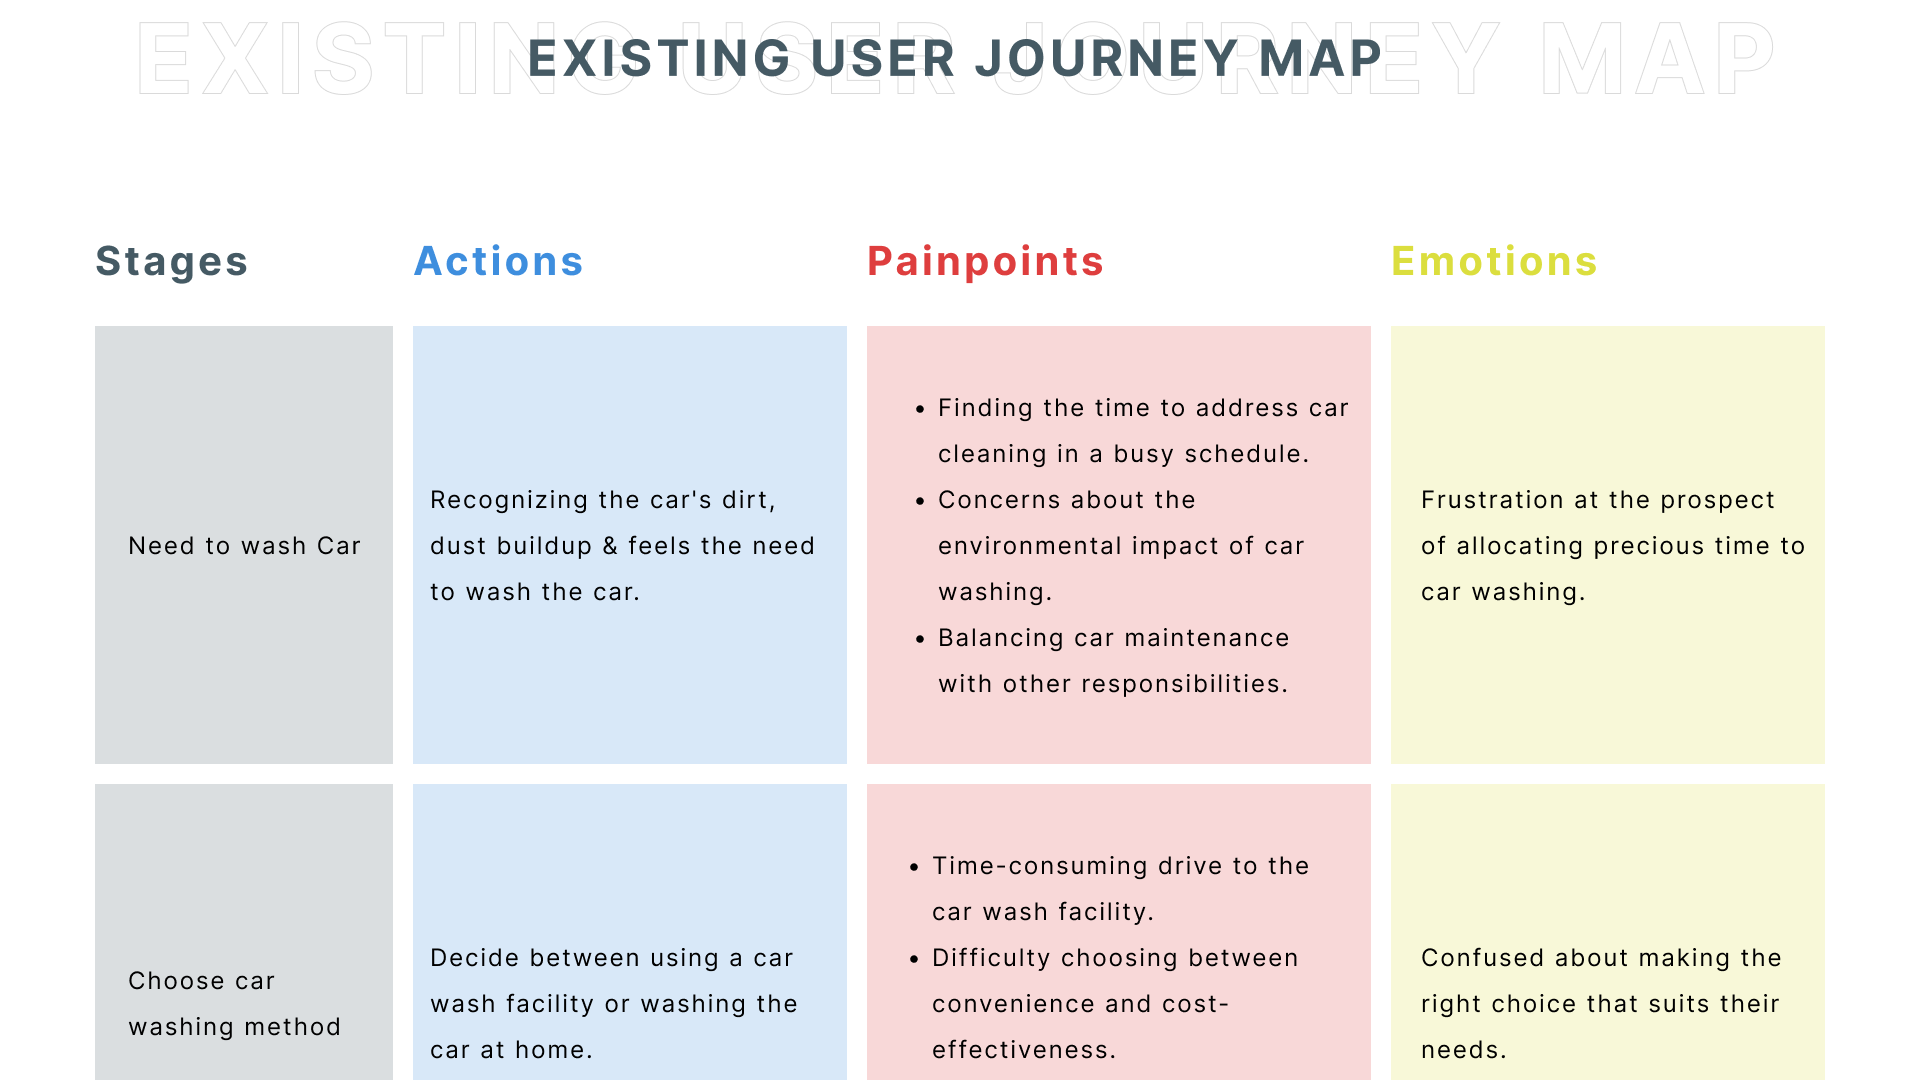 EXISTING USER JOURNEY MAP
EXISTING USER JOURNEY MAP
Stages
Actions
Painpoints
Emotions
Need to wash Car
Recognizing the car's dirt,
dust buildup & feels the need
to wash the car.
• Finding the time to address car
cleaning in a busy schedule.
• Concerns about the
environmental impact of car
washing.
• Balancing car maintenance
with other responsibilities.
Frustration at the prospect
of allocating precious time to
car washing.
Choose car
washing method
Decide between using a car
wash facility or washing the
car at home.
• Time-consuming drive to the
car wash facility.
• Difficulty choosing between
convenience and cost-
effectiveness.
Confused about making the
right choice that suits their
needs.